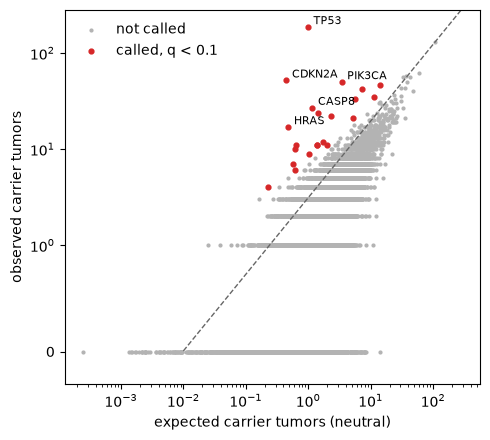 not called
called, q < 0.1
TP53
CDKN2A
PIK3CA
CASP8
HRAS
observed carrier tumors
10²
10¹
10⁰
0
10⁻³
10⁻²
10⁻¹
10⁰
10¹
10²
expected carrier tumors (neutral)